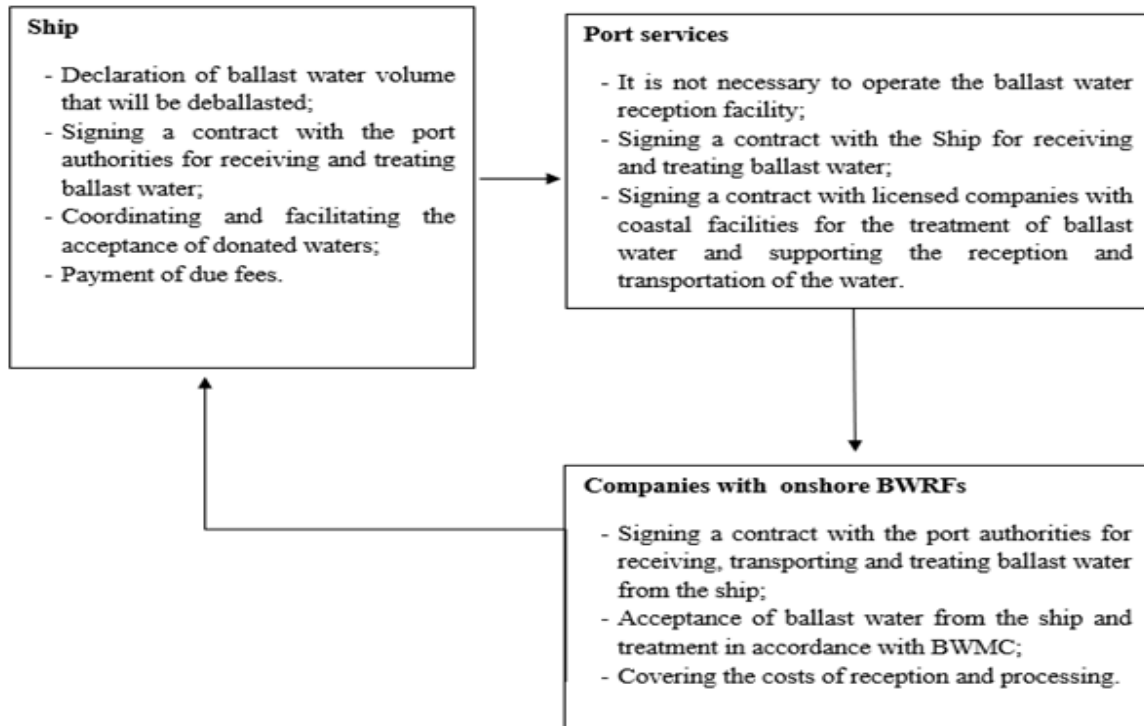 Ship
- Declaration of ballast water volume
that will be deballasted;
- Signing a contract with the port
authorities for receiving and treating
ballast water;
- Coordinating and facilitating the
acceptance of donated waters;
- Payment of due fees.
Port services
- It is not necessary to operate the ballast water
reception facility;
- Signing a contract with the Ship for receiving
and treating ballast water;
- Signing a contract with licensed companies with
coastal facilities for the treatment of ballast
water and supporting the reception and
transportation of the water.
Companies with onshore BWRFs
- Signing a contract with the port authorities for
receiving, transporting and treating ballast water
from the ship;
- Acceptance of ballast water from the ship and
treatment in accordance with BWMC;
- Covering the costs of reception and processing.